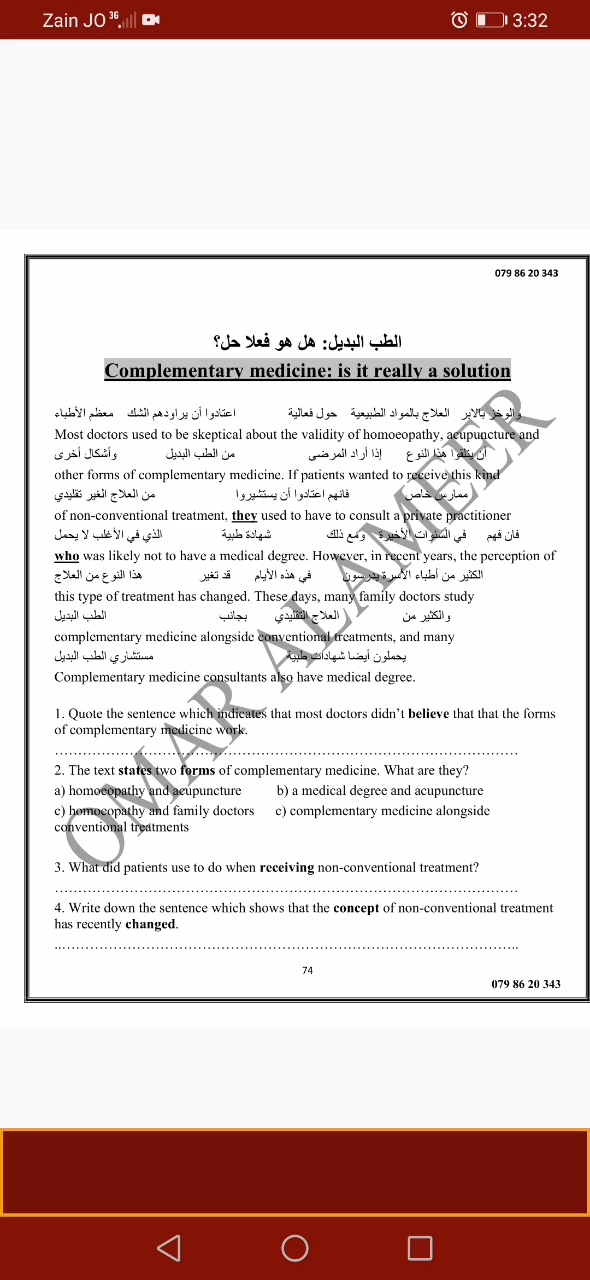 Zain JO 36 3:32
079 86 20 343
الطب البديل: هل هو فعلا حل؟
Complementary medicine: is it really a solution
معظم الأطباء اعتادوا أن يراودهم الشك حول فعالية العلاج بالمواد الطبيعية والوخز بالابر
Most doctors used to be skeptical about the validity of homoeopathy, acupuncture and
وأشكال أخرى من الطب البديل إذا أراد المرضى أن يتلقوا هذا النوع
other forms of complementary medicine. If patients wanted to receive this kind
من العلاج الغير تقليدي فانهم اعتادوا أن يستشيروا ممارس خاص
of non-conventional treatment, they used to have to consult a private practitioner
الذي في الأغلب لا يحمل شهادة طبية ومع ذلك في السنوات الأخيرة فان فهم
who was likely not to have a medical degree. However, in recent years, the perception of
هذا النوع من العلاج قد تغير في هذه الأيام الكثير من أطباء الأسرة يدرسون
this type of treatment has changed. These days, many family doctors study
الطب البديل بجانب العلاج التقليدي والكثير من
complementary medicine alongside conventional treatments, and many
مستشاري الطب البديل يحملون أيضا شهادات طبية
Complementary medicine consultants also have medical degree.
1. Quote the sentence which indicates that most doctors didn't believe that that the forms
of complementary medicine work.
……………………………………………………………………………
2. The text states two forms of complementary medicine. What are they?
a) homoeopathy and acupuncture b) a medical degree and acupuncture
c) homoeopathy and family doctors c) complementary medicine alongside
conventional treatments
3. What did patients use to do when receiving non-conventional treatment?
……………………………………………………………………………
4. Write down the sentence which shows that the concept of non-conventional treatment
has recently changed.
..…………………………………………………………………………..
74
079 86 20 343
OMAR ALAMEER